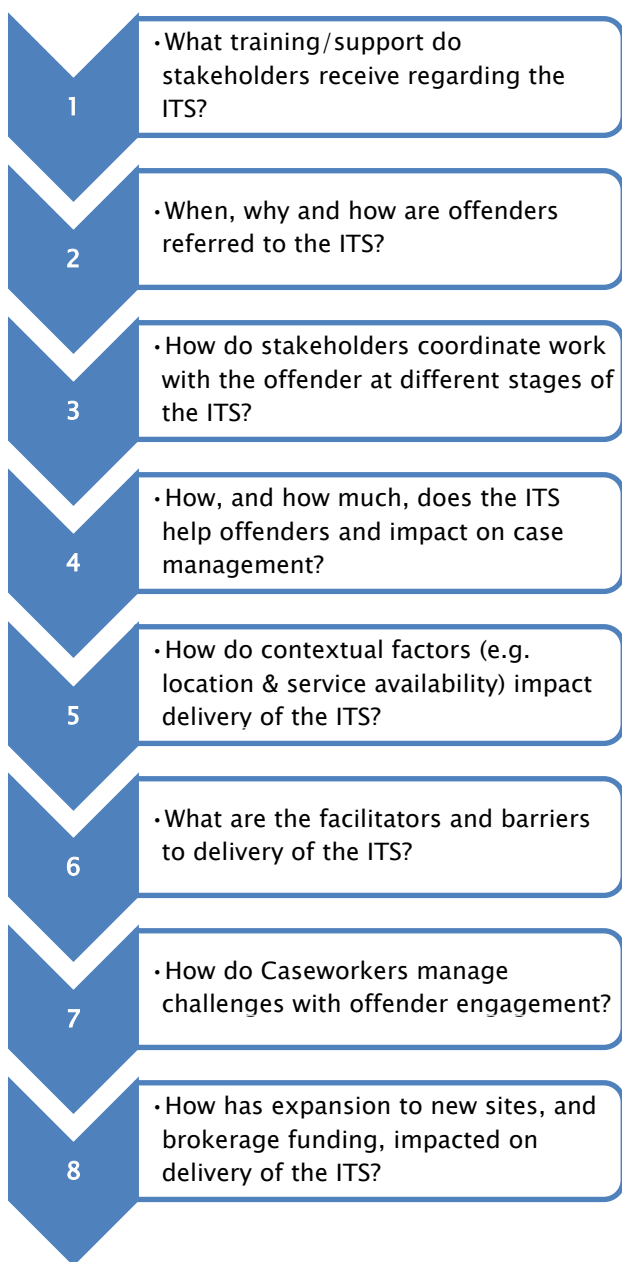 1
•What training/support do
stakeholders receive regarding the
ITS?
2
•When, why and how are offenders
referred to the ITS?
3
•How do stakeholders coordinate work
with the offender at different stages of
the ITS?
4
•How, and how much, does the ITS
help offenders and impact on case
management?
5
•How do contextual factors (e.g.
location & service availability) impact
delivery of the ITS?
6
•What are the facilitators and barriers
to delivery of the ITS?
7
•How do Caseworkers manage
challenges with offender engagement?
8
•How has expansion to new sites, and
brokerage funding, impacted on
delivery of the ITS?